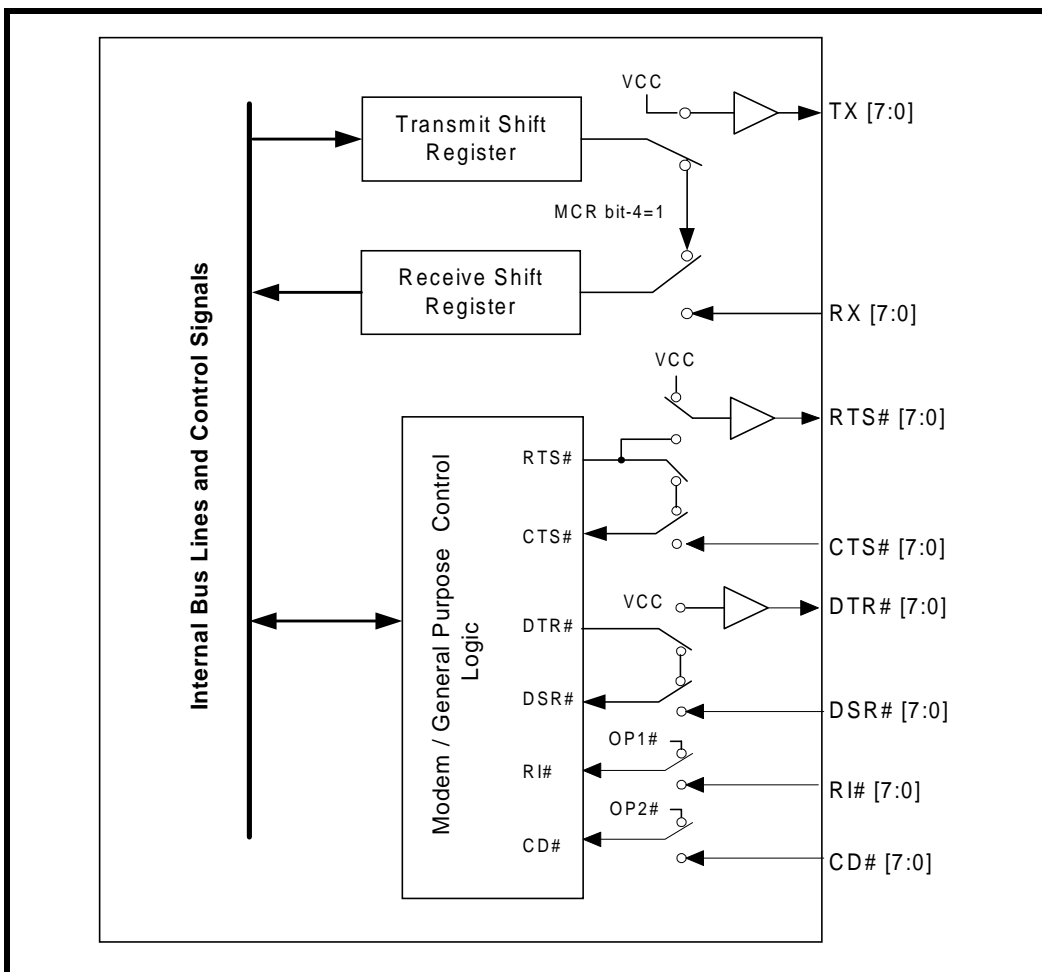 VCC
TX [7:0]
Transmit Shift
Register
MCR bit-4=1
Receive Shift
Register
RX [7:0]
Internal Bus Lines and Control Signals
VCC
RTS# [7:0]
RTS#
CTS#
CTS# [7:0]
Modem / General Purpose Control
Logic
VCC
DTR# [7:0]
DTR#
DSR#
DSR# [7:0]
OP1#
RI#
RI# [7:0]
OP2#
CD#
CD# [7:0]